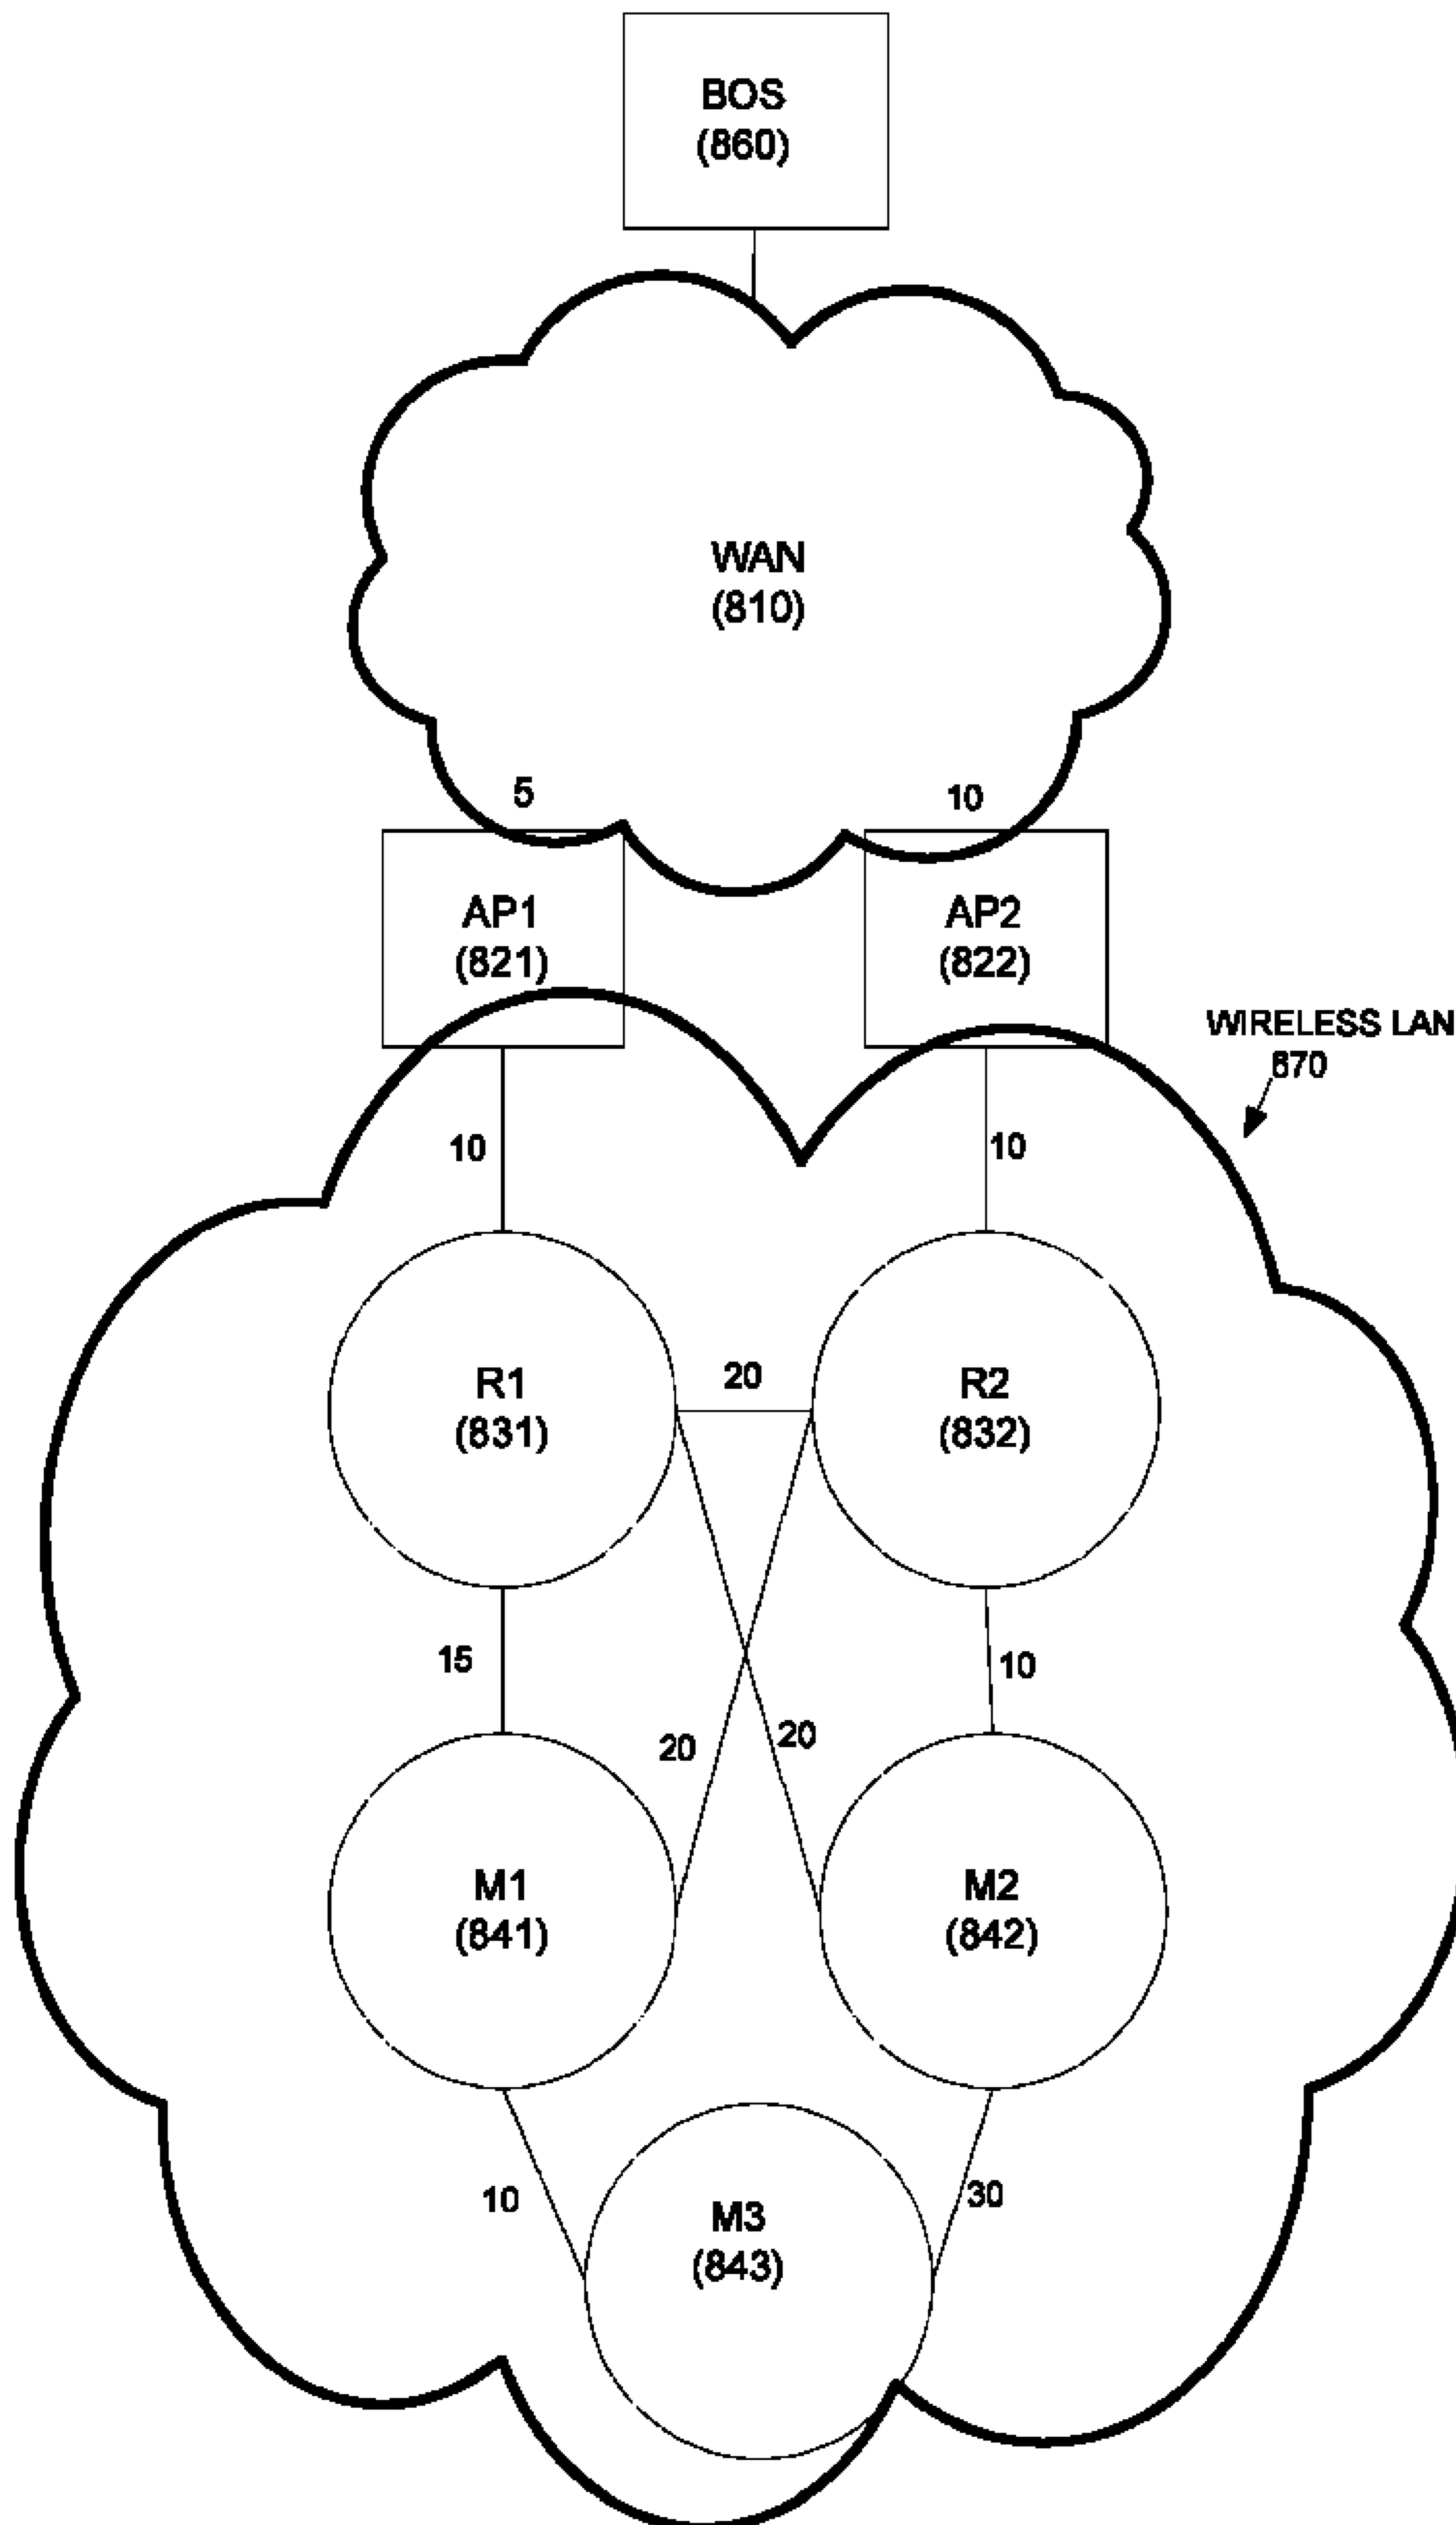 BOS
(860)
WAN
(810)
5
10
AP1
(821)
AP2
(822)
WIRELESS LAN
870
10
10
R1
(831)
20
R2
(832)
15
10
20
20
M1
(841)
M2
(842)
10
30
M3
(843)